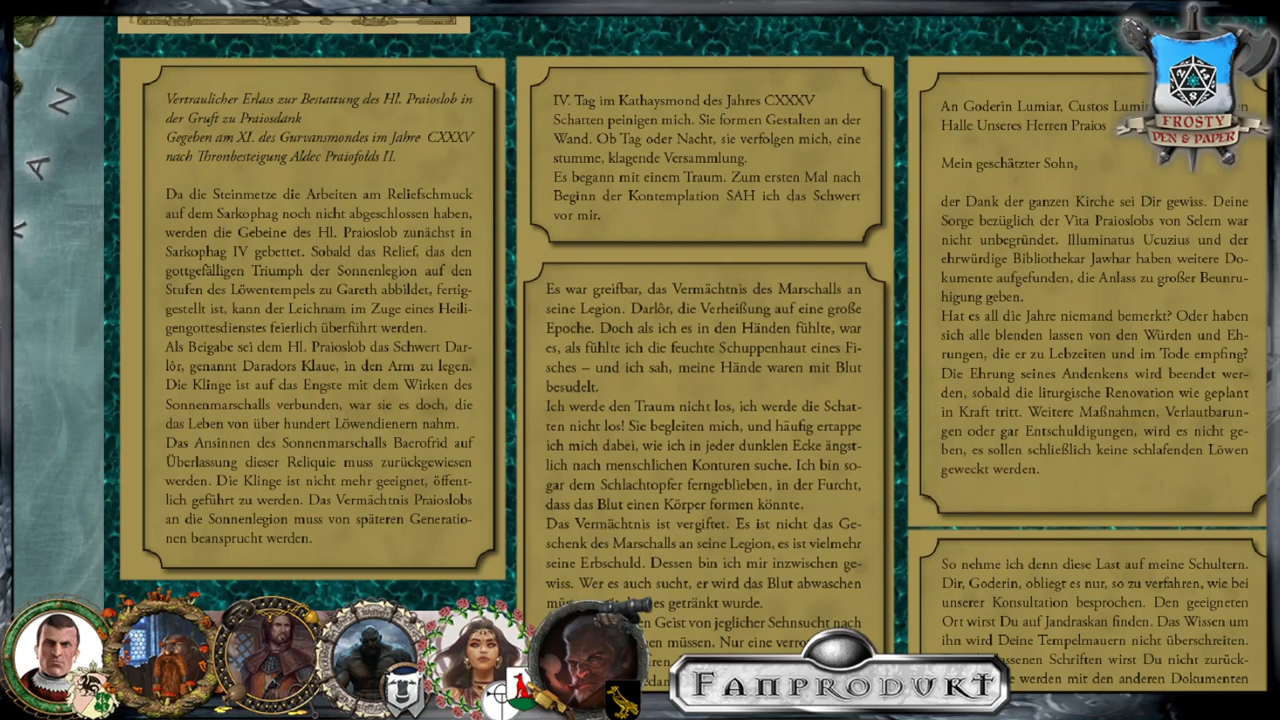 Vertraulicher Erlass zur Bestattung des Hl. Praioslob in
der Gruft zu Praiosdank
Gegeben am XI. des Gurvansmondes im Jahre CXXXV
nach Thronbesteigung Aldec Praiofolds II.
Da die Steinmetze die Arbeiten am Reliefschmuck
auf dem Sarkophag noch nicht abgeschlossen haben,
werden die Gebeine des Hl. Praioslob zunächst in
Sarkophag IV gebettet. Sobald das Relief, das den
gottgefälligen Triumph der Sonnenlegion auf den
Stufen des Löwentempels zu Gareth abbildet, fertig-
gestellt ist, kann der Leichnam im Zuge eines Heili-
gengottesdienstes feierlich überführt werden.
Als Beigabe sei dem Hl. Praioslob das Schwert Dar-
lôr, genannt Daradors Klaue, in den Arm zu legen.
Die Klinge ist auf das Engste mit dem Wirken des
Sonnenmarschalls verbunden, war sie es doch, die
das Leben von über hundert Löwendienern nahm.
Das Ansinnen des Sonnenmarschalls Baerofrid auf
Überlassung dieser Reliquie muss zurückgewiesen
werden. Die Klinge ist nicht mehr geeignet, öffent-
lich geführt zu werden. Das Vermächtnis Praioslobs
an die Sonnenlegion muss von späteren Generatio-
nen beansprucht werden.
IV. Tag im Kathaysmond des Jahres CXXXV
Schatten peinigen mich. Sie formen Gestalten an der
Wand. Ob Tag oder Nacht, sie verfolgen mich, eine
stumme, klagende Versammlung.
Es begann mit einem Traum. Zum ersten Mal nach
Beginn der Kontemplation SAH ich das Schwert
vor mir.
Es war greifbar, das Vermächtnis des Marschalls an
seine Legion. Darlôr, die Verheißung auf eine große
Epoche. Doch als ich es in den Händen fühlte, war
es, als fühlte ich die feuchte Schuppenhaut eines Fi-
sches – und ich sah, meine Hände waren mit Blut
besudelt.
Ich werde den Traum nicht los, ich werde die Schat-
ten nicht los! Sie begleiten mich, und häufig ertappe
ich mich dabei, wie ich in jeder dunklen Ecke ängst-
lich nach menschlichen Konturen suche. Ich bin so-
gar dem Schlachtopfer ferngeblieben, in der Furcht,
dass das Blut einen Körper formen könnte.
Das Vermächtnis ist vergiftet. Es ist nicht das Ge-
schenk des Marschalls an seine Legion, es ist vielmehr
seine Erbschuld. Dessen bin ich mir inzwischen ge-
wiss. Wer es auch sucht, er wird das Blut abwaschen
es getränkt wurde.
Geist von jeglicher Sehnsucht nach
müssen. Nur eine
An Goderin Lumiar, Custos
Halle Unseres Herren Praios
Mein geschätzter Sohn,
der Dank der ganzen Kirche sei Dir gewiss. Deine
Sorge bezüglich der Vita Praioslobs von Selem war
nicht unbegründet. Illuminatus Ucuzius und der
ehrwürdige Bibliothekar Jawhar haben weitere Do-
kumente aufgefunden, die Anlass zu großer Beunru-
higung geben.
Hat es all die Jahre niemand bemerkt? Oder haben
sich alle blenden lassen von den Würden und Eh-
rungen, die er zu Lebzeiten und im Tode empfing?
Die Ehrung seines Andenkens wird beendet wer-
den, sobald die liturgische Renovation wie geplant
in Kraft tritt. Weitere Maßnahmen, Verlautbarun-
gen oder gar Entschuldigungen, wird es nicht ge-
ben, es sollen schließlich keine schlafenden Löwen
geweckt werden.
So nehme ich denn diese Last auf meine Schultern.
Dir, Goderin, obliegt es nur, so zu verfahren, wie bei
unserer Konsultation besprochen. Den geeigneten
Ort wirst Du auf Jandraskan finden. Das Wissen um
ihn wird Deine Tempelmauern nicht überschreiten.
Schriften wirst Du nicht zurück-
werden mit den anderen Dokumenten
FROSTY
PEN & PAPER
FANPRODUKT